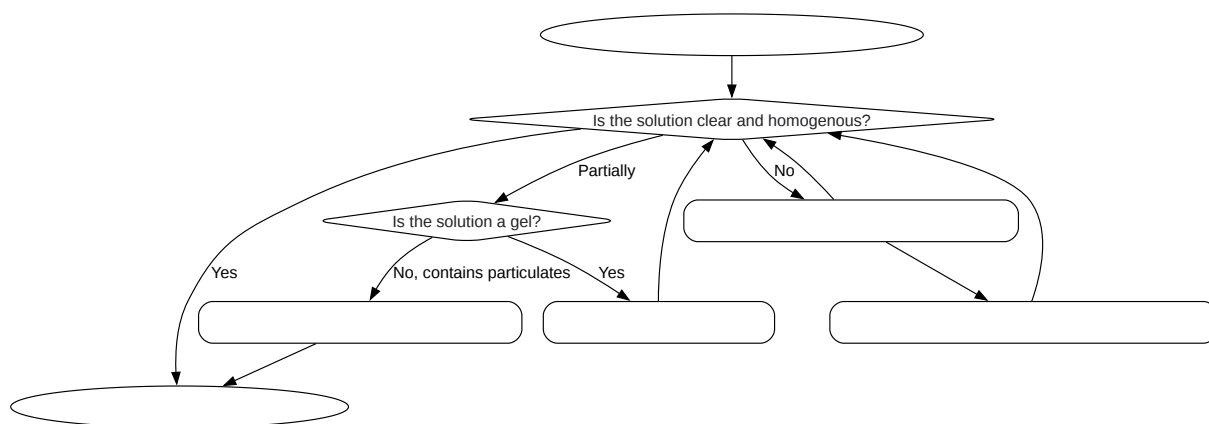 Is the solution clear and homogenous?
Partially
No
Is the solution a gel?
Yes
No, contains particulates
Yes